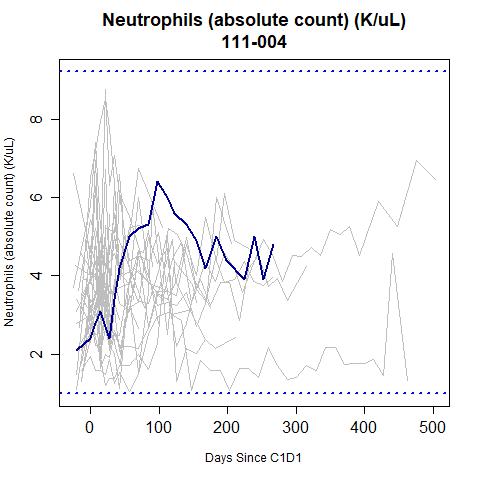 Neutrophils (absolute count) (K/uL)
111-004
Neutrophils (absolute count) (K/uL)
8
6
4
2
0 100 200 300 400 500
Days Since C1D1